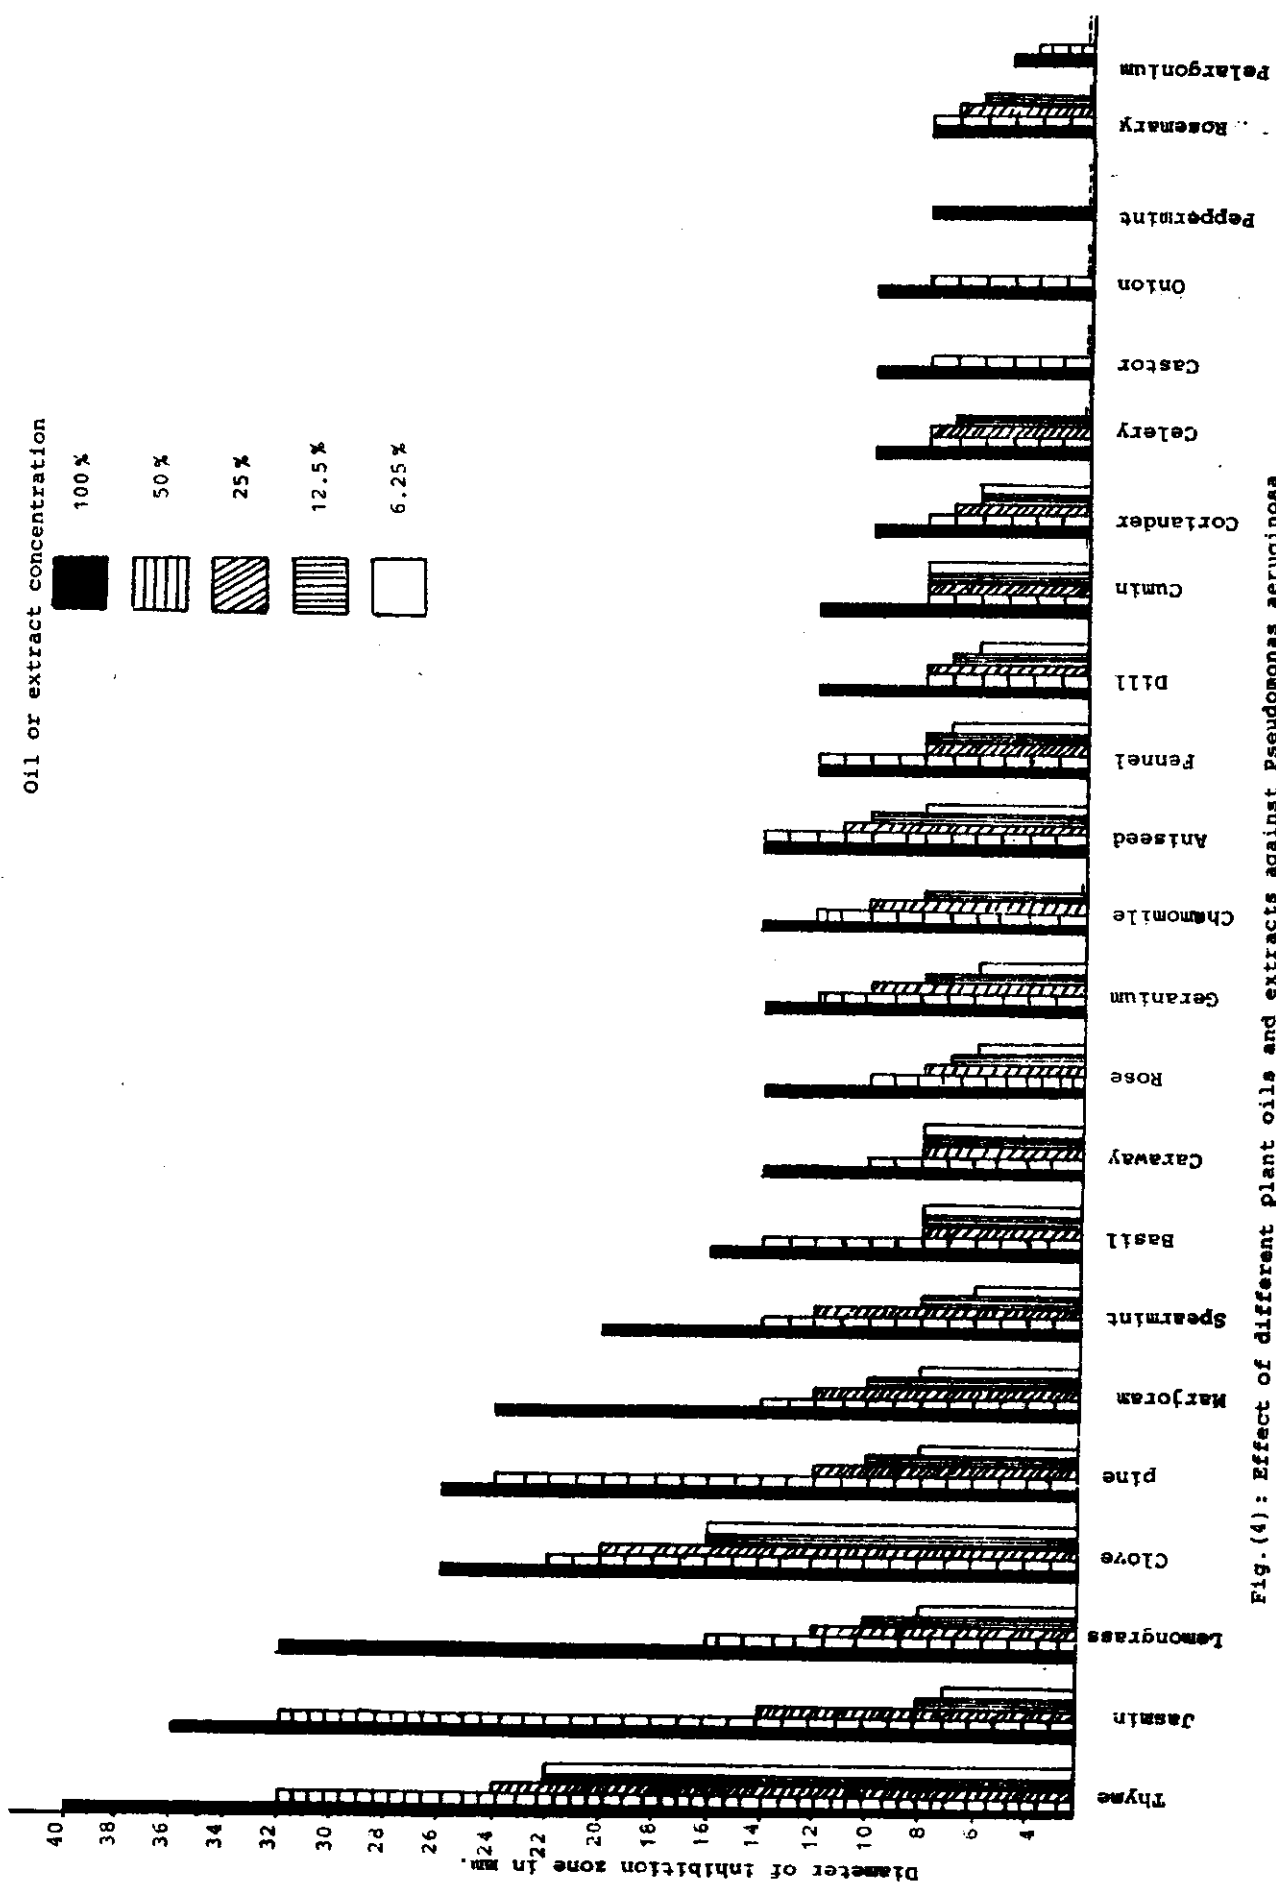 Oil or extract concentration
100%
50%
25%
12.5%
6.25%
Diameter of inhibition zone in mm.
40
38
36
34
32
30
28
26
24
22
20
18
16
14
12
10
8
6
4
Thyme
Jasmin
Lemongrass
Clove
pine
Marjoram
Spearmint
Basil
Caraway
Rose
Geranium
Chamomile
Aniseed
Fennel
Dill
Cumin
Coriander
Celery
Castor
Onion
Peppermint
Rosemary
Pelargonium
Fig.(4): Effect of different plant oils and extracts against Pseudomonas aeruginosa